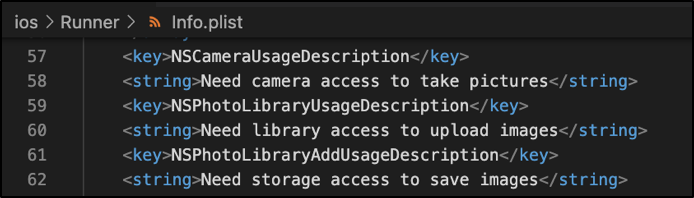 ios > Runner > Info.plist
57 <key>NSCameraUsageDescription</key>
58 <string>Need camera access to take pictures</string>
59 <key>NSPhotoLibraryUsageDescription</key>
60 <string>Need library access to upload images</string>
61 <key>NSPhotoLibraryAddUsageDescription</key>
62 <string>Need storage access to save images</string>